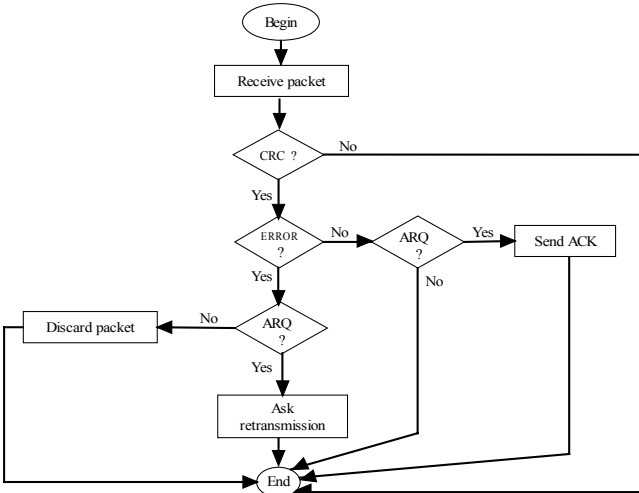 Begin
Receive packet
CRC ?
No
Yes
ERROR
?
No
ARQ
?
Yes
Send ACK
Yes
No
Discard packet
No
ARQ
?
Yes
Ask
retransmission
End